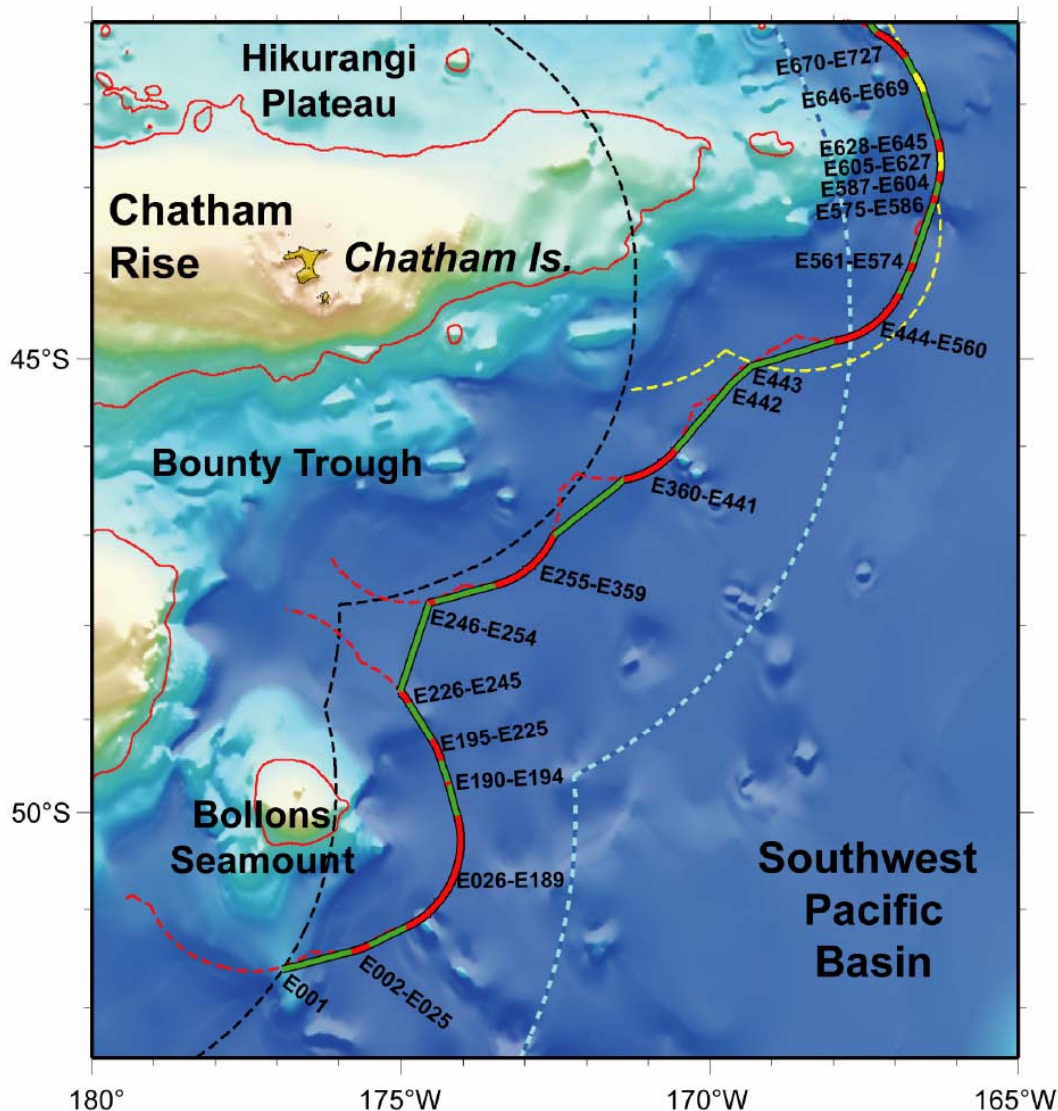 Hikurangi
Plateau
E670-E727
E646-E669
E628-E645
E605-E627
E587-E604
E575-E586
Chatham
Rise
Chatham Is.
E561-E574
E444-E560
45°S
E443
E442
Bounty Trough
E360-E441
E255-E359
E246-E254
E226-E245
E195-E225
E190-E194
50°S
Bollons
Seamount
E026-E189
Southwest
Pacific
Basin
E002-E025
E001
180°
175°W
170°W
165°W